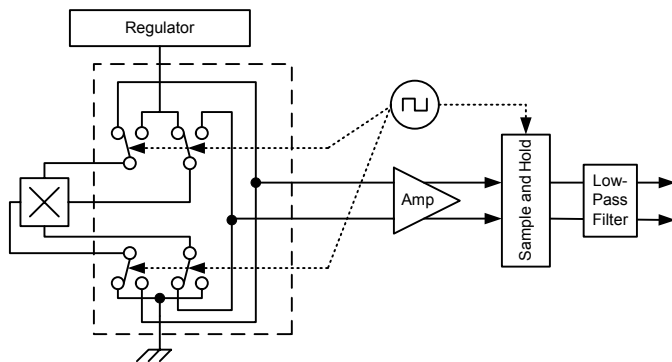 Regulator
Amp
Sample and Hold
Low-
Pass
Filter